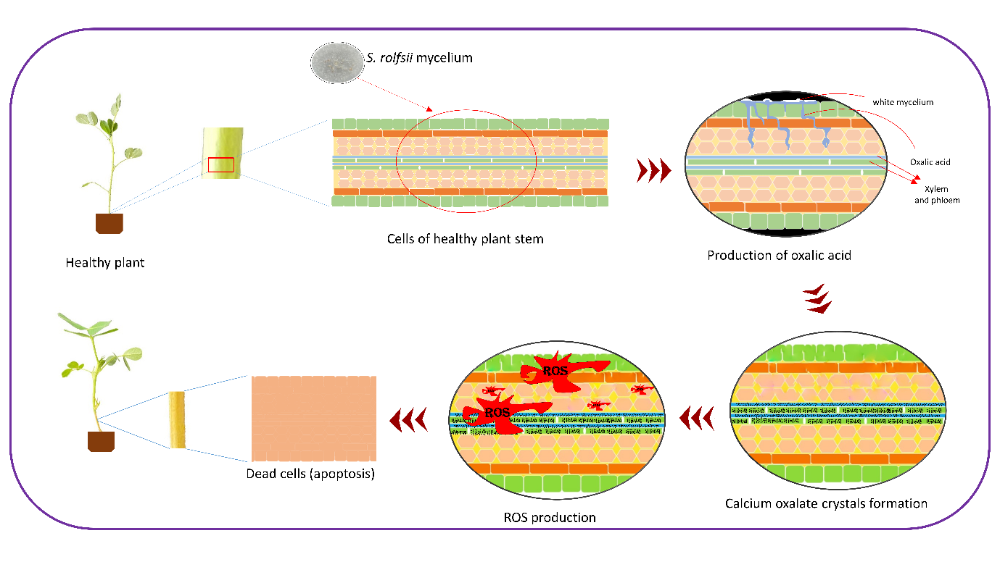 S. rolfsii mycelium
white mycelium
Oxalic acid
Xylem
and phloem
Cells of healthy plant stem
Production of oxalic acid
Healthy plant
ROS
ROS
Dead cells (apoptosis)
Calcium oxalate crystals formation
ROS production